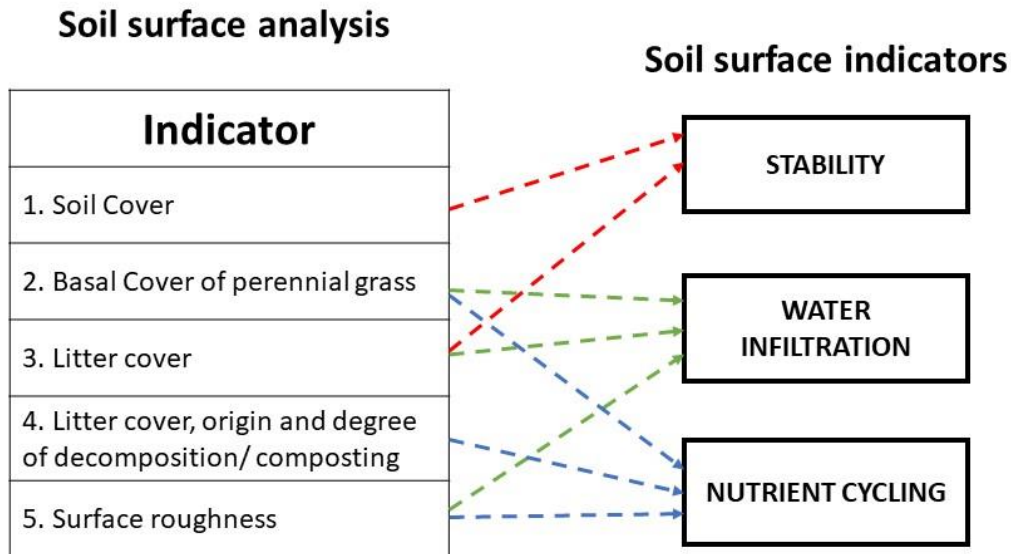 Soil surface analysis
Soil surface indicators
Indicator
1. Soil Cover
2. Basal Cover of perennial grass
3. Litter cover
4. Litter cover, origin and degree
of decomposition/ composting
5. Surface roughness
STABILITY
WATER
INFILTRATION
NUTRIENT CYCLING